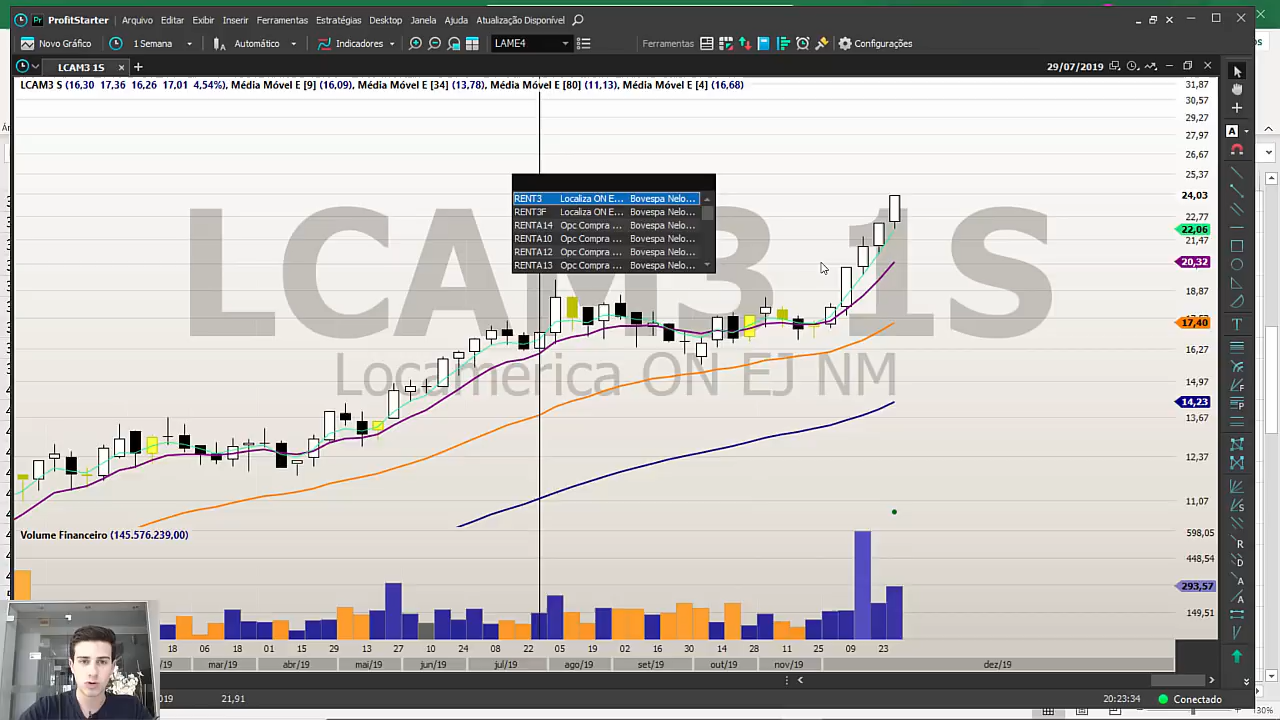 ProfitStarter Arquivo Editar Exibir Inserir Ferramentas Estratégias Desktop Janela Ajuda Atualização Disponível
Novo Gráfico 1 Semana Automático Indicadores LAME4 Ferramentas Configurações
LCAM3 1S 29/07/2019
LCAM3 S (16,30 17,36 16,26 17,01 4,54%), Média Móvel E [9] (16,09), Média Móvel E [34] (13,78), Média Móvel E [80] (11,13), Média Móvel E [4] (16,68)
31,87
30,57
29,27
27,97
26,67
25,37
24,03
22,77
22,06
21,47
20,32
18,87
17,40
16,27
14,97
14,23
13,67
12,37
11,07
LCAM3 1S
Locamerica ON EJ NM
RENT3 Localiza ON E... Bovespa Nelo...
RENT3F Localiza ON E... Bovespa Nelo...
RENTA14 Opc Compra ... Bovespa Nelo...
RENTA10 Opc Compra ... Bovespa Nelo...
RENTA12 Opc Compra ... Bovespa Nelo...
RENTA13 Opc Compra ... Bovespa Nelo...
Volume Financeiro (145.576.239,00)
598,05
448,54
293,57
149,51
18 06 18 01 15 29 13 27 10 24 08 22 05 19 02 16 30 14 28 11 25 09 23
/19 mar/19 abr/19 mai/19 jun/19 jul/19 ago/19 set/19 out/19 nov/19 dez/19
2019 21,91 20:23:34 Conectado
30%